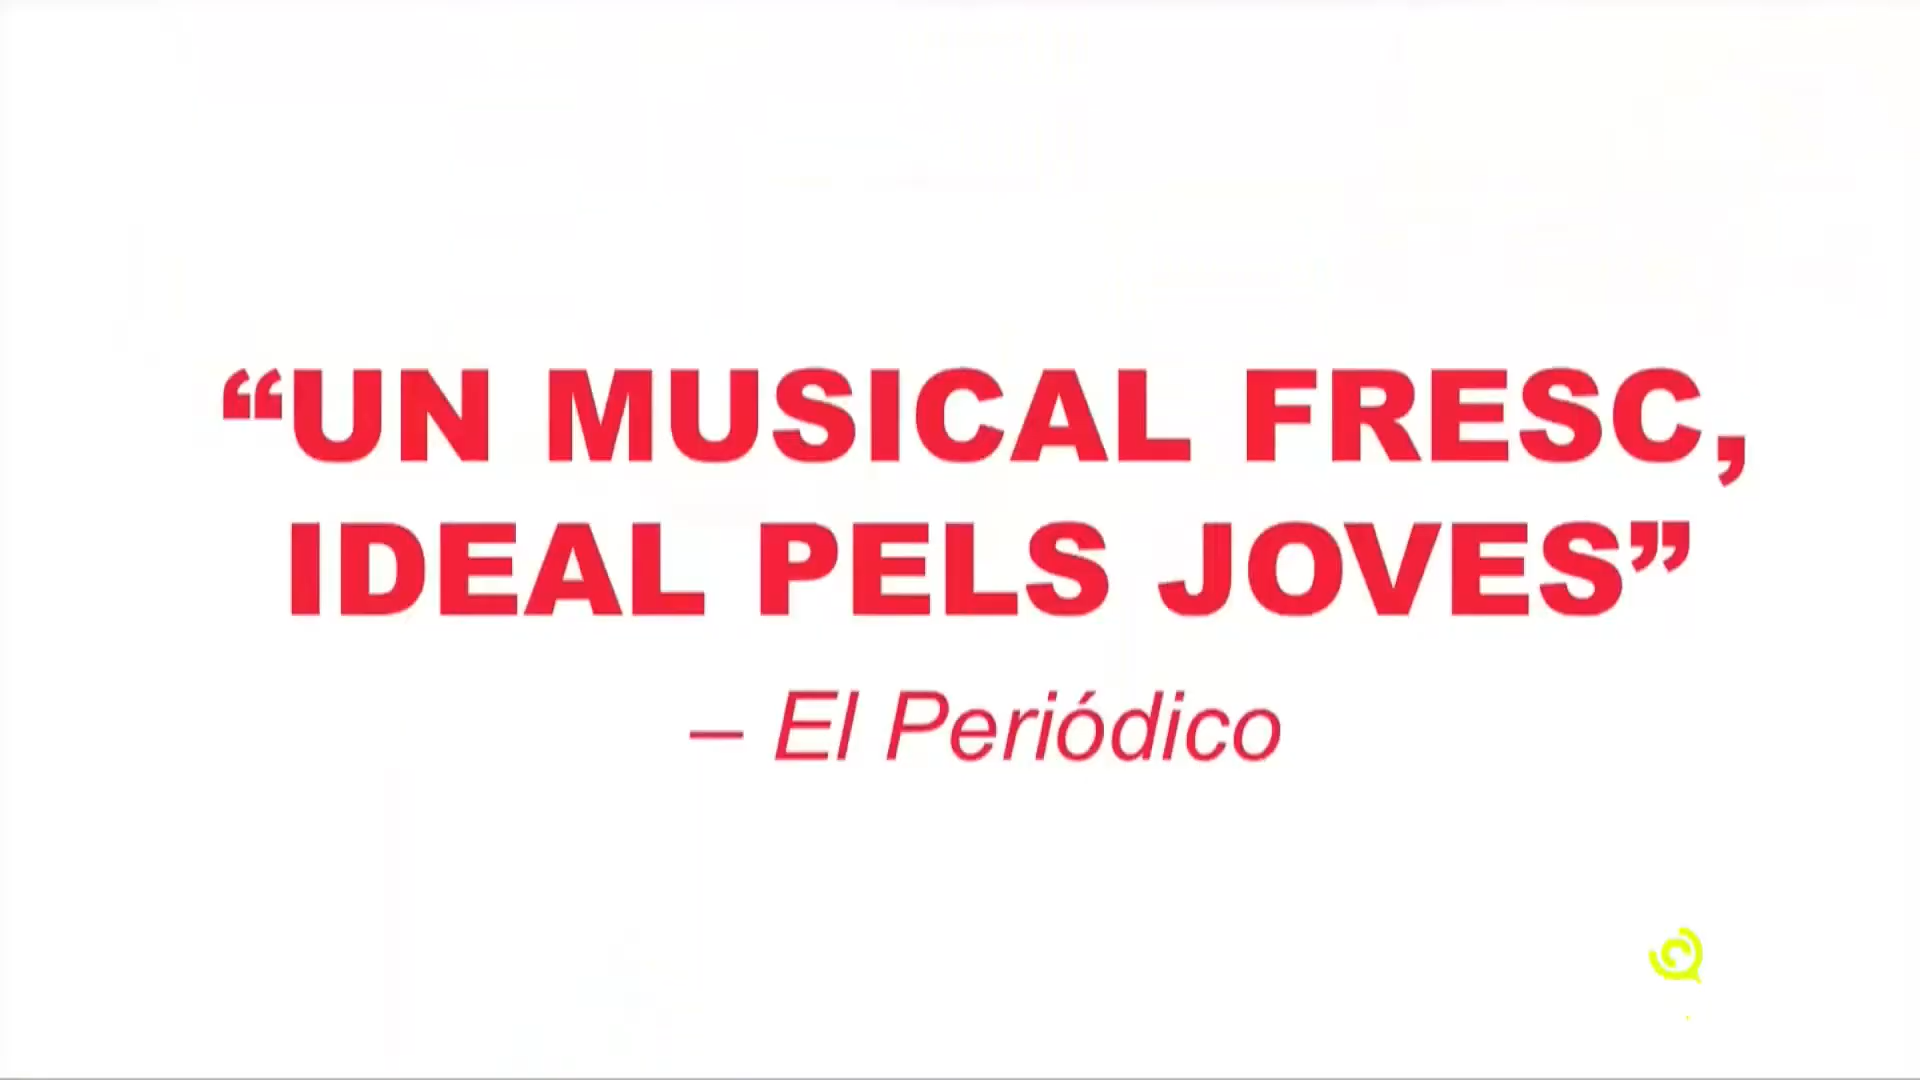 “UN MUSICAL FRESC,
IDEAL PELS JOVES”
– El Periódico